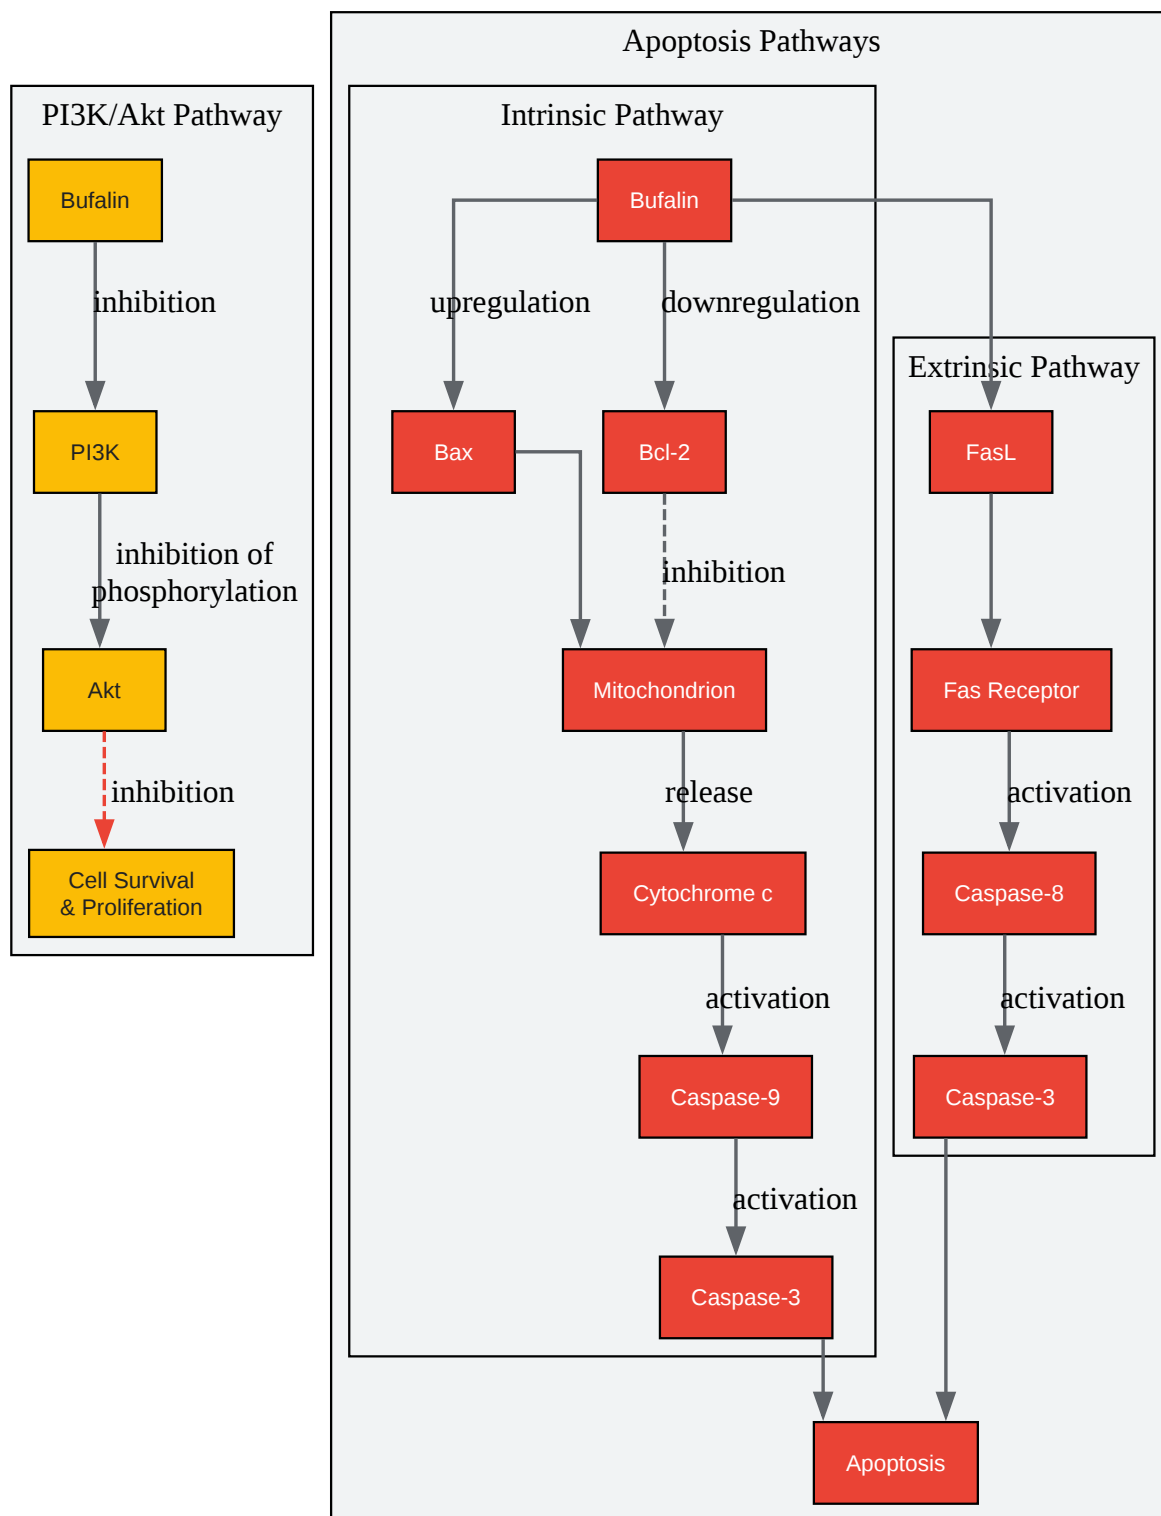 Apoptosis Pathways
PI3K/Akt Pathway
Intrinsic Pathway
Bufalin
Bufalin
inhibition
upregulation
downregulation
Extrinsic Pathway
PI3K
Bax
Bcl-2
FasL
inhibition of
phosphorylation
inhibition
Akt
Mitochondrion
Fas Receptor
inhibition
release
activation
Cell Survival
& Proliferation
Cytochrome c
Caspase-8
activation
activation
Caspase-9
Caspase-3
activation
Caspase-3
Apoptosis